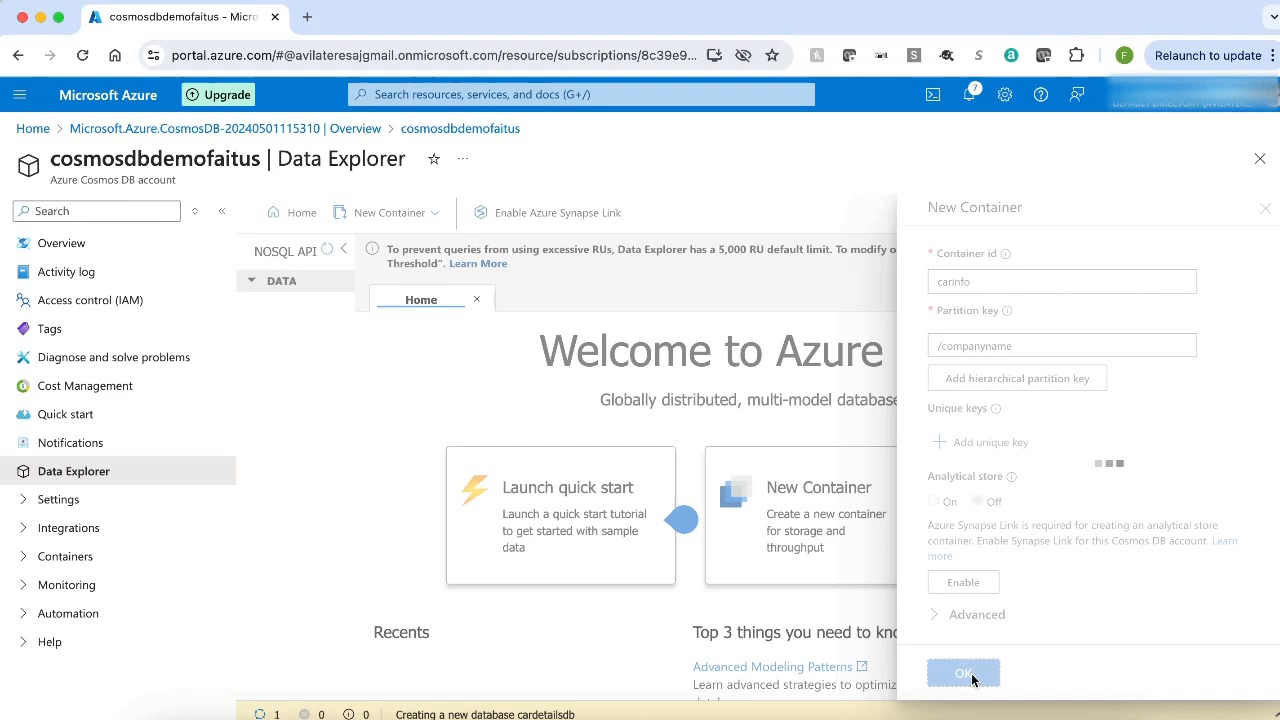 cosmosdbdemofaitus - Micro
portal.azure.com/#@avilateresajgmail.onmicrosoft.com/resource/subscriptions/8c39e9...
F
Relaunch to update
Microsoft Azure
Upgrade
Search resources, services, and docs (G+/)
7
Home > Microsoft.Azure.CosmosDB-20240501115310 | Overview > cosmosdbdemofaitus
cosmosdbdemofaitus | Data Explorer
Azure Cosmos DB account
Search
Overview
Activity log
Access control (IAM)
Tags
Diagnose and solve problems
Cost Management
Quick start
Notifications
Data Explorer
Settings
Integrations
Containers
Monitoring
Automation
Help
Home
New Container
Enable Azure Synapse Link
NOSQL API
DATA
To prevent queries from using excessive RUs, Data Explorer has a 5,000 RU default limit. To modify o
Threshold". Learn More
Home
Welcome to Azure
Globally distributed, multi-model database
Launch quick start
Launch a quick start tutorial
to get started with sample
data
New Container
Create a new container
for storage and
throughput
Recents
Top 3 things you need to kno
Advanced Modeling Patterns
Learn advanced strategies to optimiz
New Container
* Container id
carinfo
* Partition key
/companyname
Add hierarchical partition key
Unique keys
Add unique key
Analytical store
On
Off
Azure Synapse Link is required for creating an analytical store
container. Enable Synapse Link for this Cosmos DB account. Learn
more
Enable
Advanced
OK
1
0
0
Creating a new database cardetailsdb